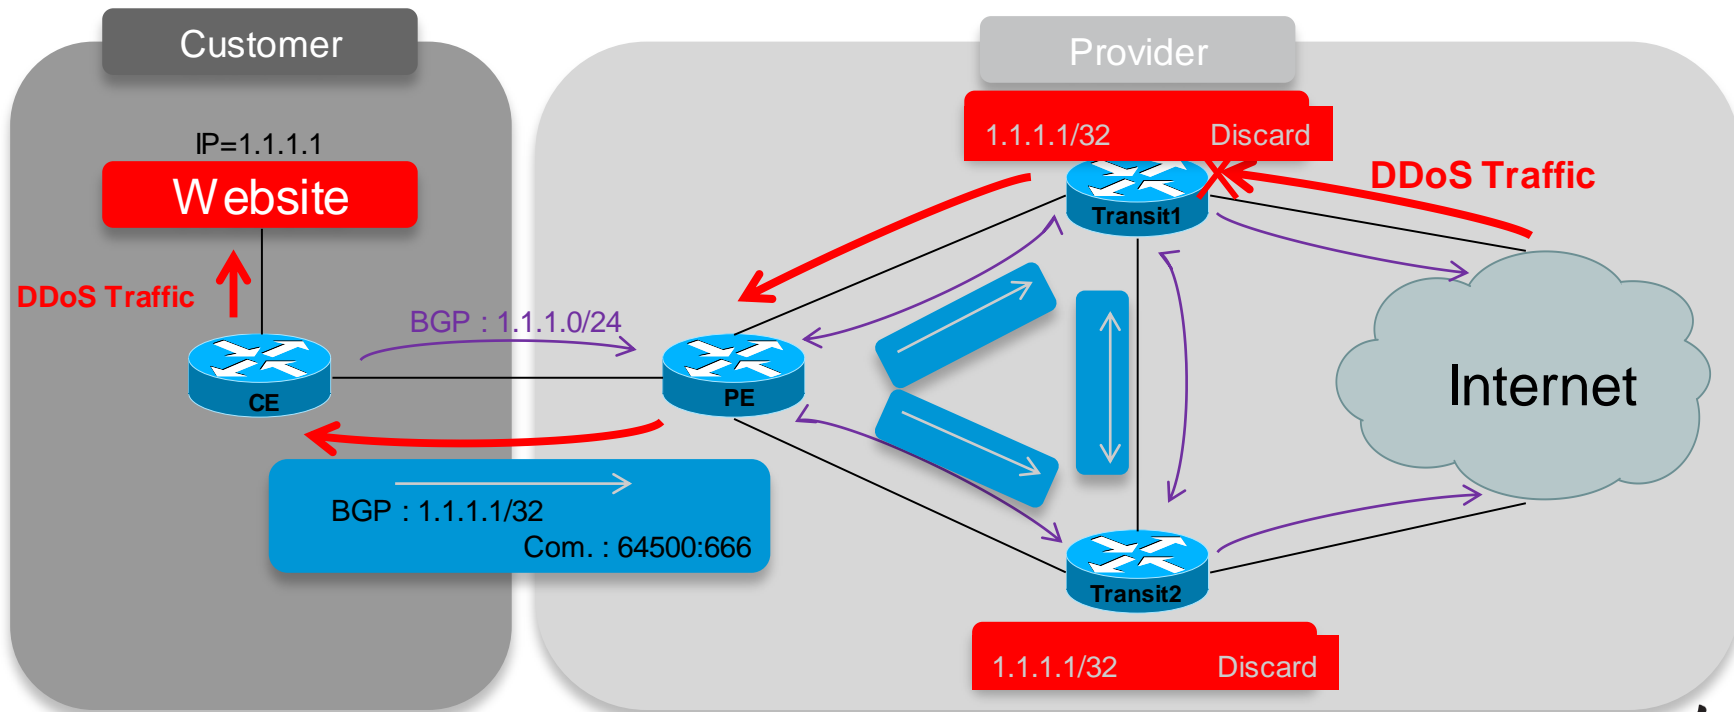 Customer
Provider
IP=1.1.1.1
Website
1.1.1.1/32 Discard
DDoS Traffic
Transit1
DDoS Traffic
BGP : 1.1.1.0/24
CE
PE
Internet
BGP : 1.1.1.1/32
Com. : 64500:666
Transit2
1.1.1.1/32 Discard